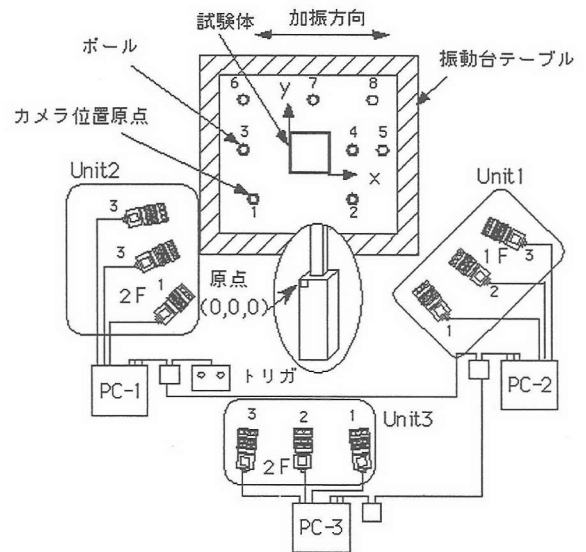 試験体
加振方向
ポール
振動台テーブル
カメラ位置原点
6 7 8
y
3 4 5
x
1 2
Unit2
3
3
1
2F
Unit1
1F
3
2
1
原点
(0,0,0)
PC-1
トリガ
PC-2
3 2 1
Unit3
2F
PC-3